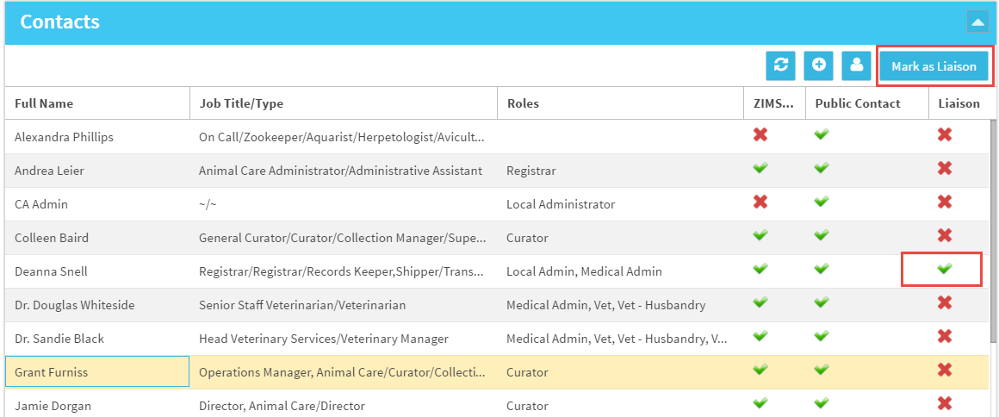 Contacts
Mark as Liaison
Full Name Job Title/Type Roles ZIMS... Public Contact Liaison
Alexandra Phillips On Call/Zookeeper/Aquarist/Herpetologist/Avicult...
Andrea Leier Animal Care Administrator/Administrative Assistant Registrar
CA Admin ~/~ Local Administrator
Colleen Baird General Curator/Curator/Collection Manager/Supe... Curator
Deanna Snell Registrar/Registrar/Records Keeper,Shipper/Trans... Local Admin, Medical Admin
Dr. Douglas Whiteside Senior Staff Veterinarian/Veterinarian Medical Admin, Vet, Vet - Husbandry
Dr. Sandie Black Head Veterinary Services/Veterinary Manager Medical Admin, Vet, Vet - Husbandry, V...
Grant Furniss Operations Manager, Animal Care/Curator/Collecti... Curator
Jamie Dorgan Director, Animal Care/Director Curator